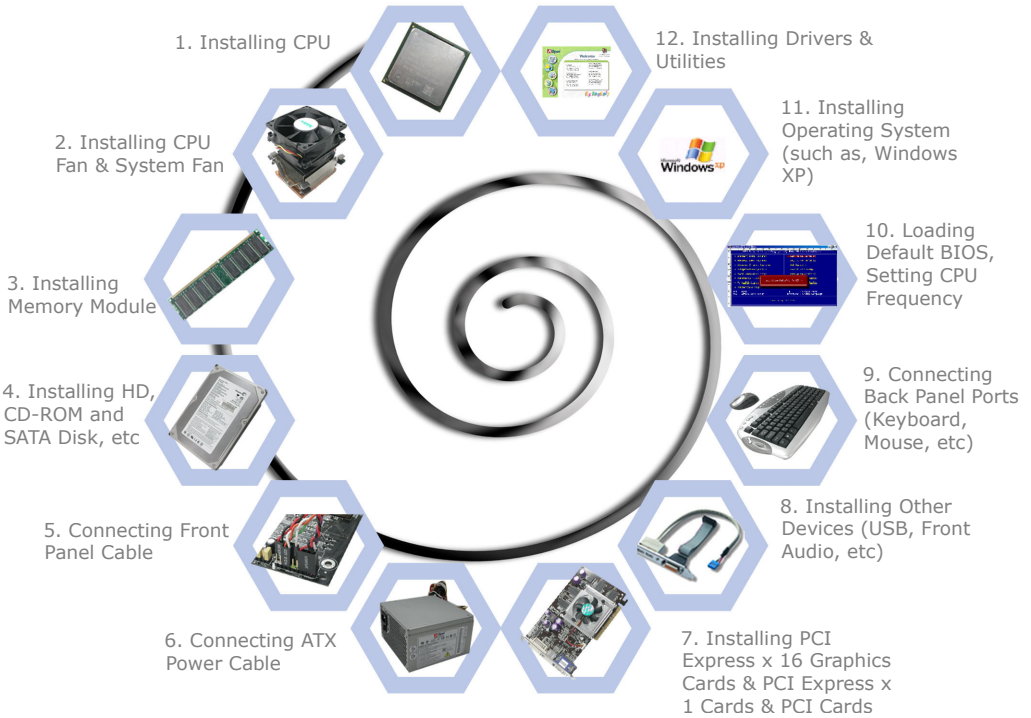 1. Installing CPU
2. Installing CPU
Fan & System Fan
3. Installing
Memory Module
4. Installing HD,
CD-ROM and
SATA Disk, etc
5. Connecting Front
Panel Cable
6. Connecting ATX
Power Cable
7. Installing PCI
Express x 16 Graphics
Cards & PCI Express x
1 Cards & PCI Cards
8. Installing Other
Devices (USB, Front
Audio, etc)
9. Connecting
Back Panel Ports
(Keyboard,
Mouse, etc)
10. Loading
Default BIOS,
Setting CPU
Frequency
11. Installing
Operating System
(such as, Windows
XP)
Microsoft
Windows xp
12. Installing Drivers &
Utilities